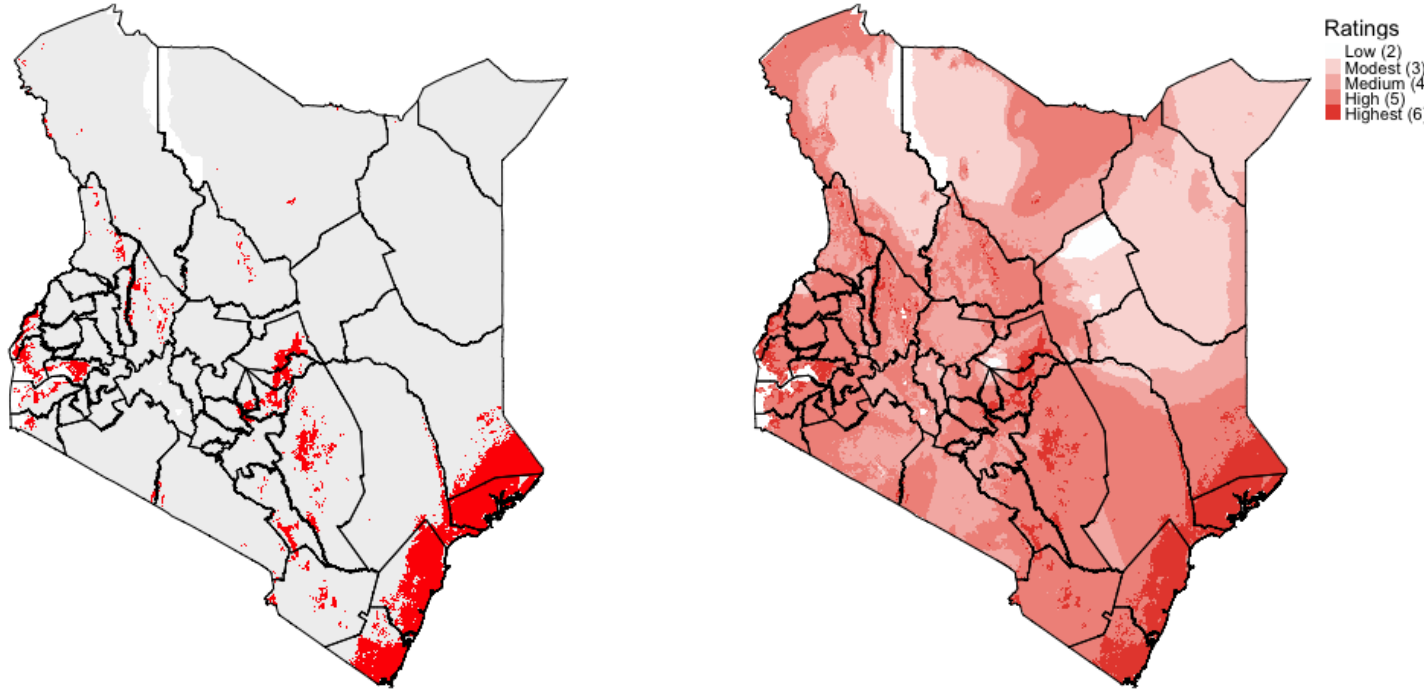 Ratings
Low (2)
Modest (3)
Medium (4
High (5)
Highest (6)